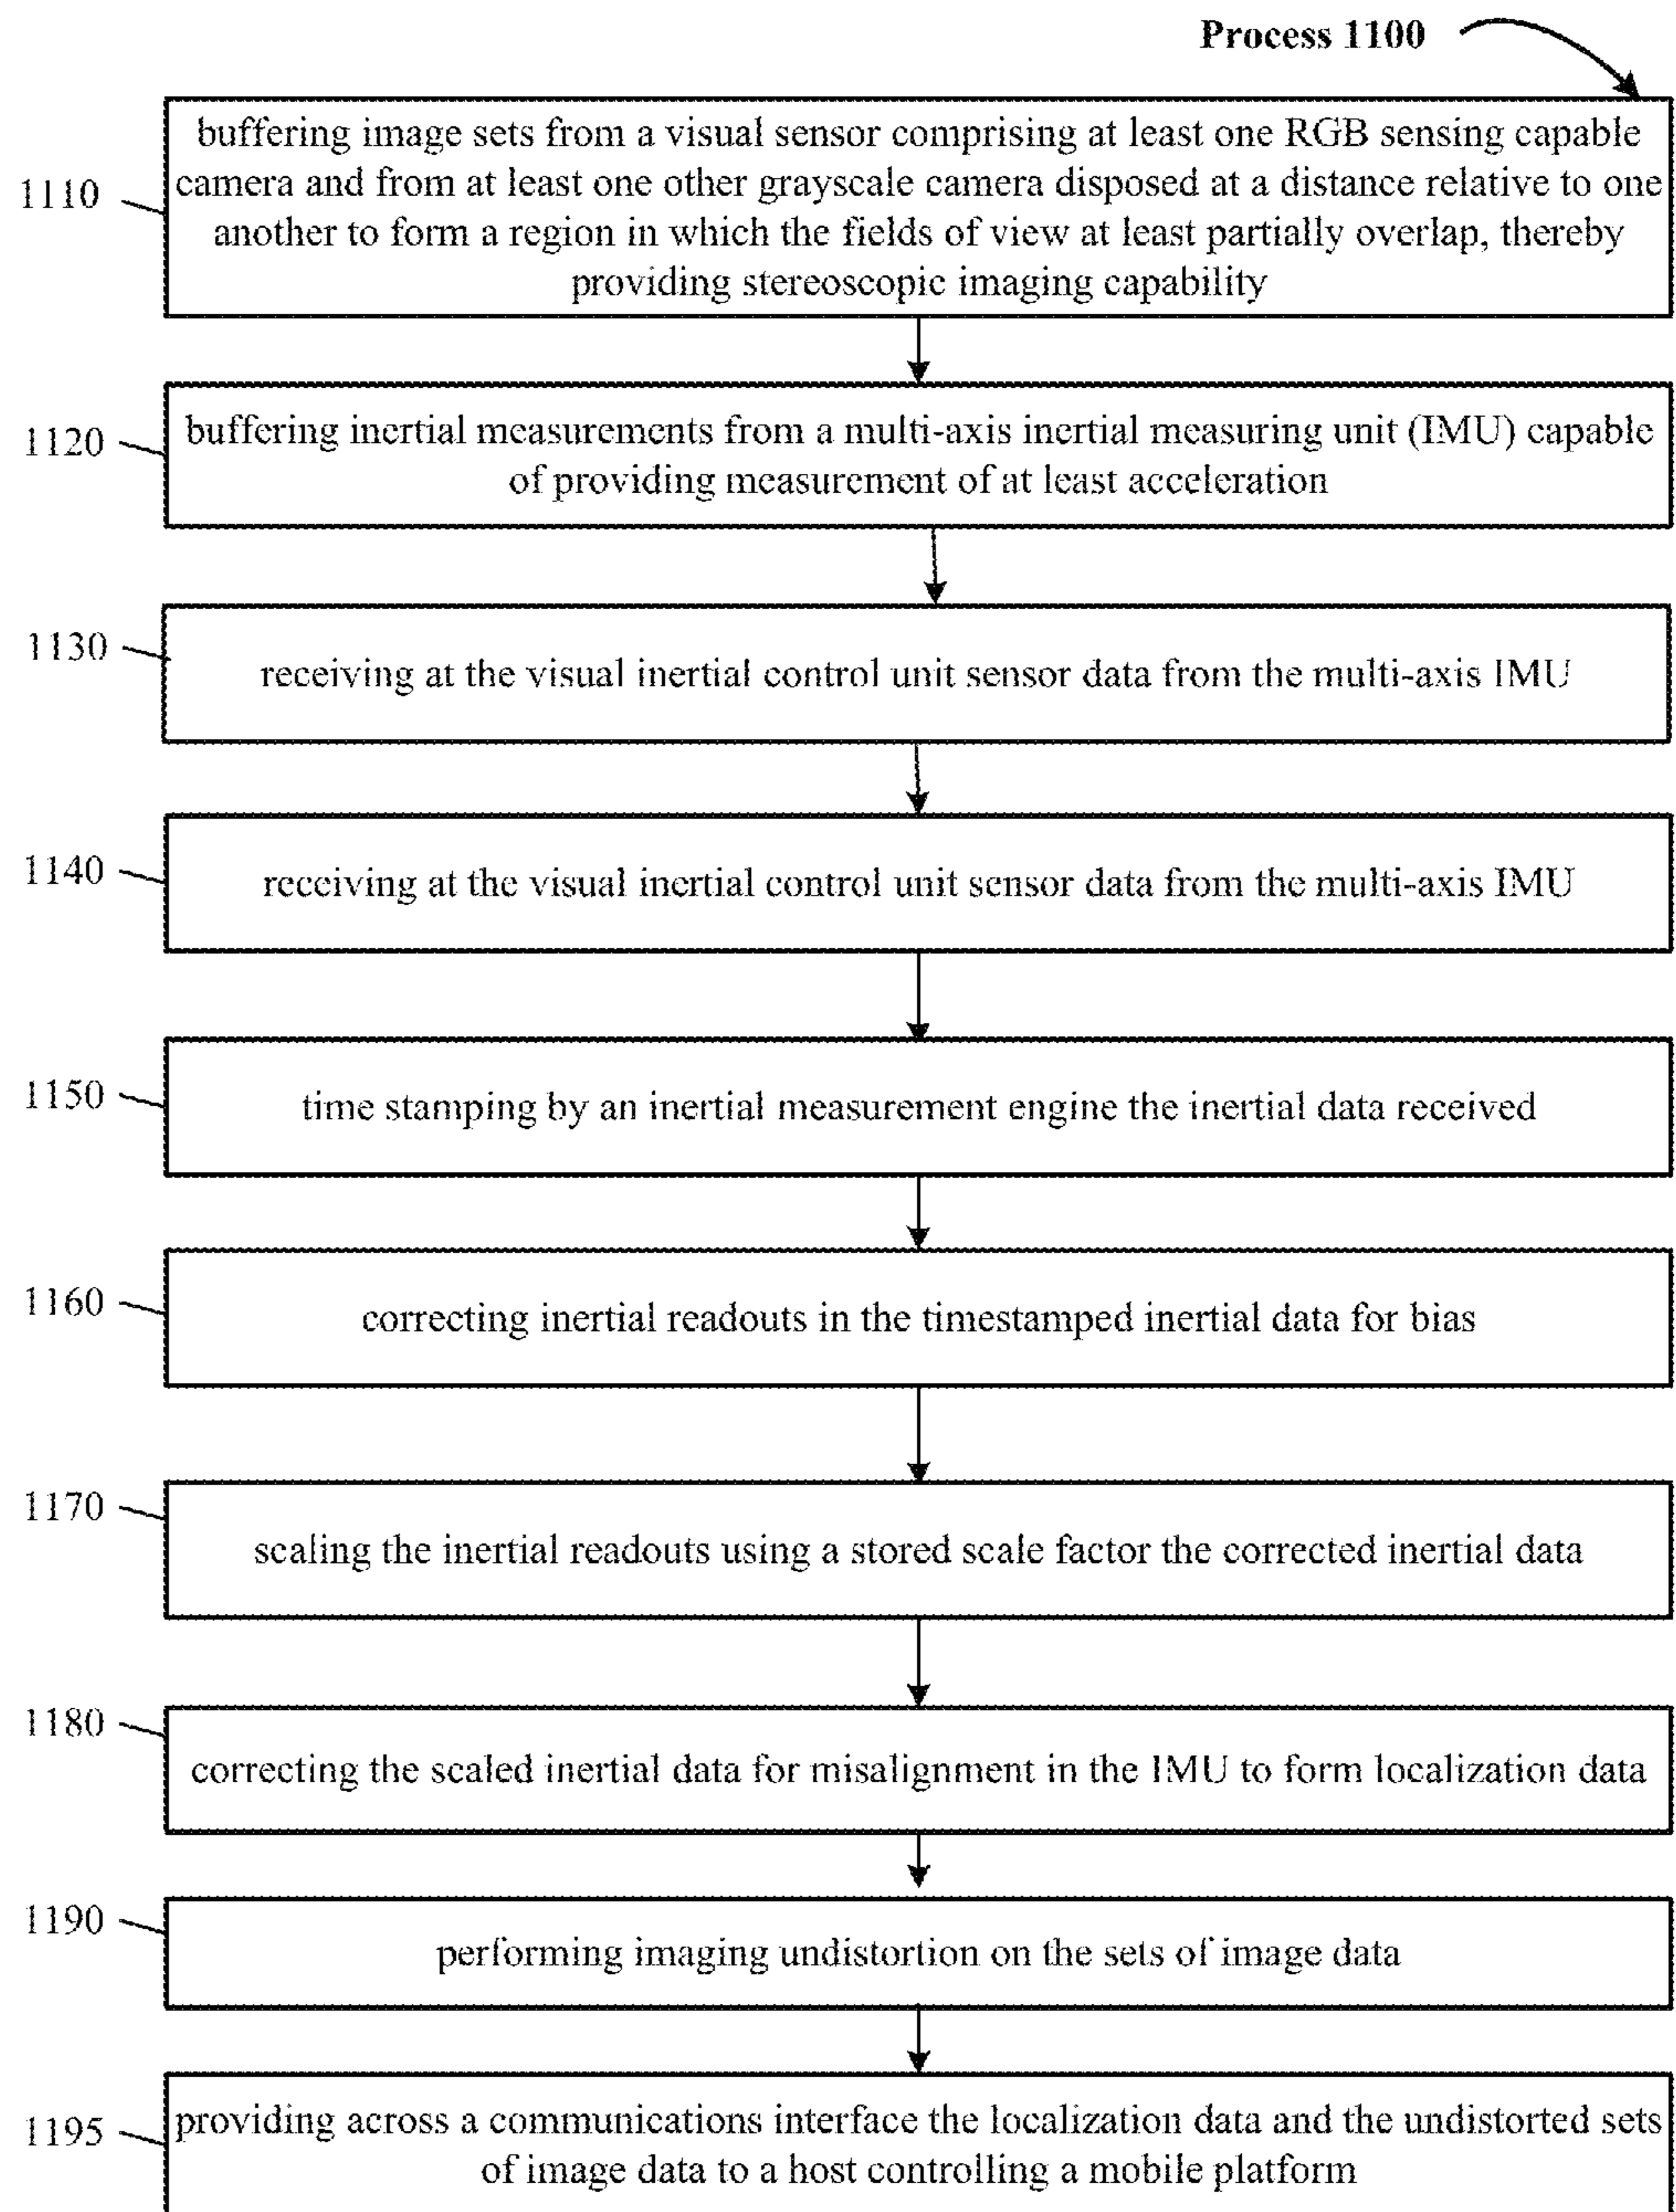 Process 1100
1110
buffering image sets from a visual sensor comprising at least one RGB sensing capable
camera and from at least one other grayscale camera disposed at a distance relative to one
another to form a region in which the fields of view at least partially overlap, thereby
providing stereoscopic imaging capability
1120
buffering inertial measurements from a multi-axis inertial measuring unit (IMU) capable
of providing measurement of at least acceleration
1130
receiving at the visual inertial control unit sensor data from the multi-axis IMU
1140
receiving at the visual inertial control unit sensor data from the multi-axis IMU
1150
time stamping by an inertial measurement engine the inertial data received
1160
correcting inertial readouts in the timestamped inertial data for bias
1170
scaling the inertial readouts using a stored scale factor the corrected inertial data
1180
correcting the scaled inertial data for misalignment in the IMU to form localization data
1190
performing imaging undistortion on the sets of image data
1195
providing across a communications interface the localization data and the undistorted sets
of image data to a host controlling a mobile platform